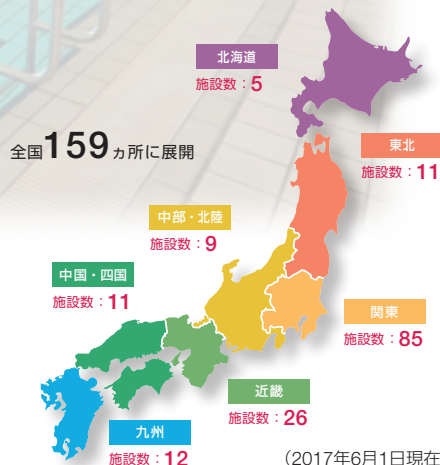 北海道
施設数：5
全国159ヵ所に展開
東北
施設数：11
中部・北陸
施設数：9
中国・四国
施設数：11
関東
施設数：85
近畿
施設数：26
九州
施設数：12
（2017年6月1日現在